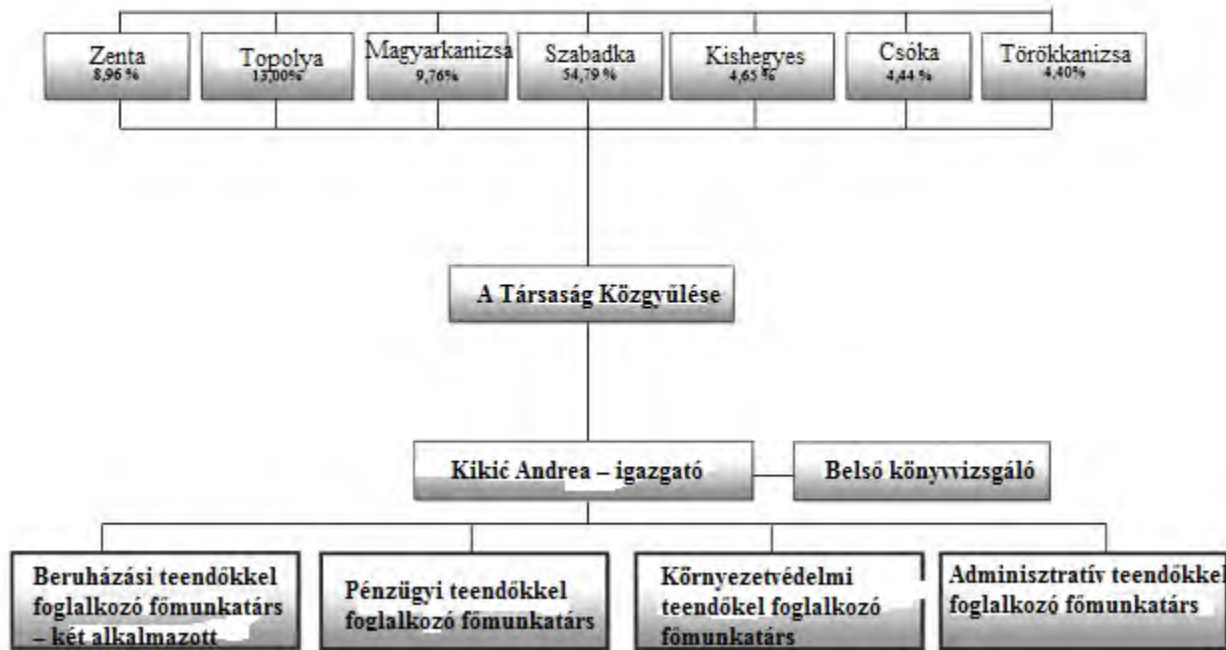 Zenta
8,96 %
Topolya
13,00%
Magyarkanizsa
9,76%
Szabadka
54,79 %
Kishegyes
4,65 %
Csóka
4,44 %
Törökkanizsa
4,40%
A Társaság Közgyűlése
Kikić Andrea – igazgató
Belső könyvvizsgáló
Beruházási teendőkkel
foglalkozó főmunkatárs
– két alkalmazott
Pénzügyi teendőkkel
foglalkozó főmunkatárs
Környezetvédelmi
teendőkel foglalkozó
főmunkatárs
Adminisztratív teendőkkel
foglalkozó főmunkatárs